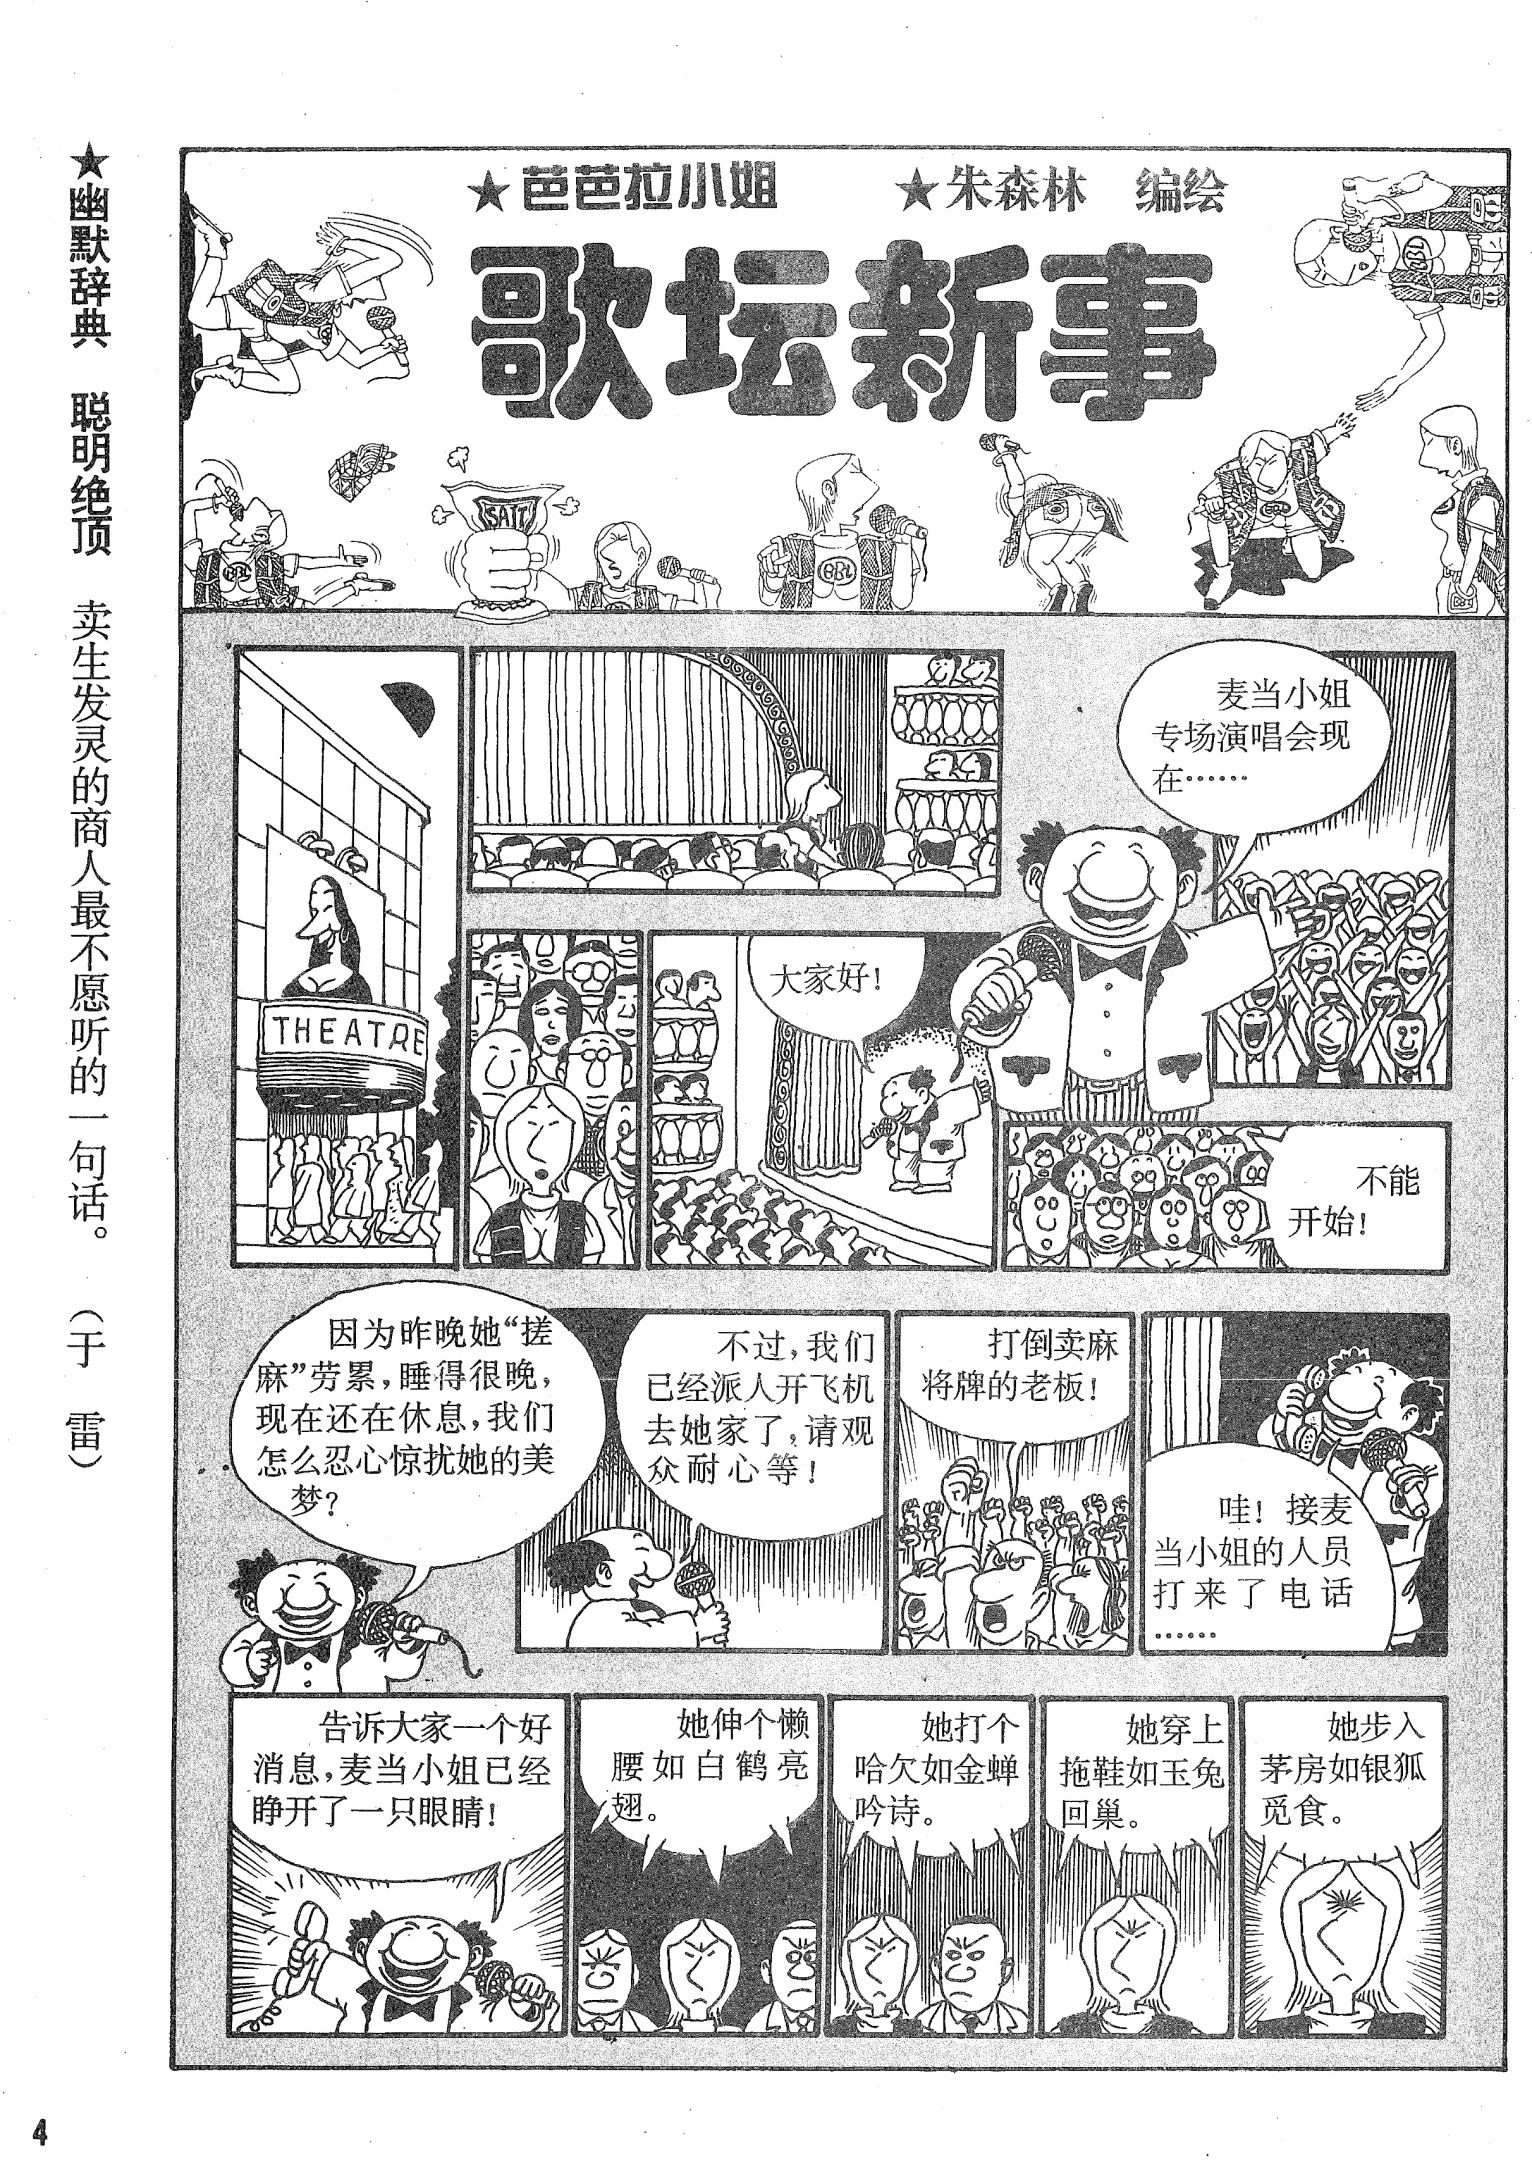 ★幽默辞典 聪明绝顶 卖生发灵的商人最不愿听的一句话。 （于 雷）
★芭芭拉小姐 ★朱森林 编绘
歌坛新事
BBL
SATT
BBL
BBL
THEATRE
大家好！
麦当小姐
专场演唱会现
在……
不能
开始！
因为昨晚她“搓
麻”劳累，睡得很晚，
现在还在休息，我们
怎么忍心惊扰她的美
梦？
不过，我们
已经派人开飞机
去她家了，请观
众耐心等！
打倒卖麻
将牌的老板！
哇！接麦
当小姐的人员
打来了电话
……
告诉大家一个好
消息，麦当小姐已经
睁开了一只眼睛！
她伸个懒
腰如白鹤亮
翅。
她打个
哈欠如金蝉
吟诗。
她穿上
拖鞋如玉兔
回巢。
她步入
茅房如银狐
觅食。
4